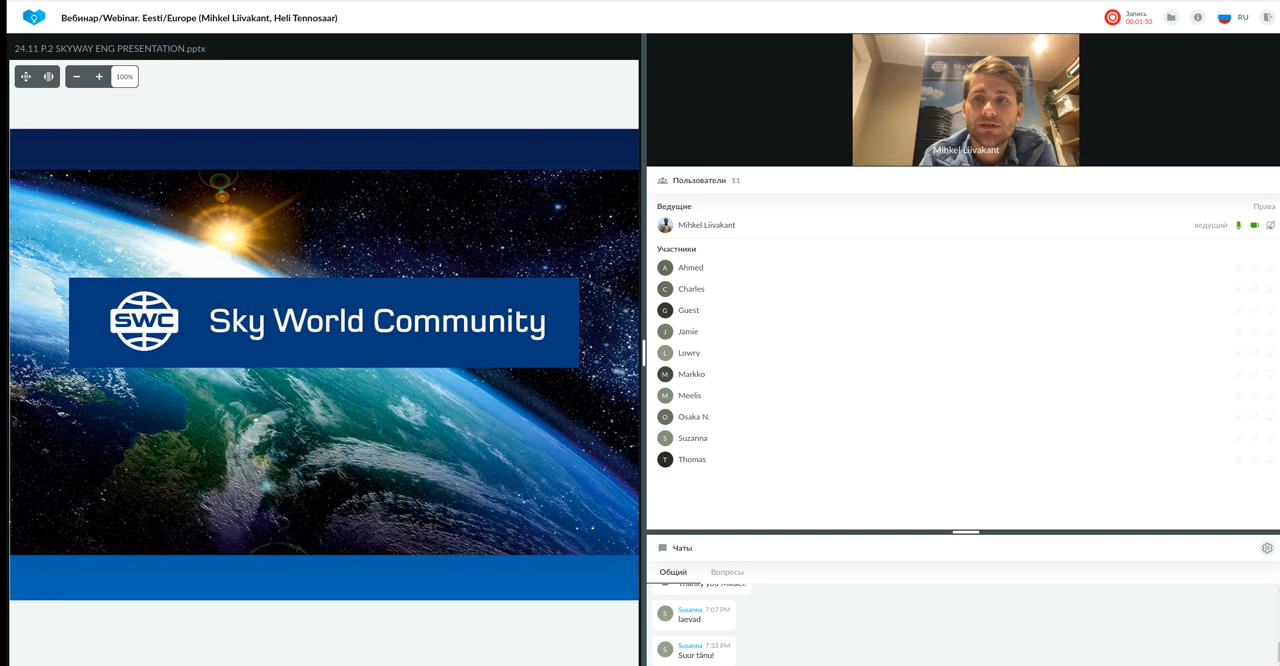 Вебинар/Webinar. Eesti/Europe (Mihkel Liivakant, Heli Tennosaar)
Запись
00:01:50
RU
24.11 P.2 SKYWAY ENG PRESENTATION.pptx
100%
SWC
Sky World Community
Sky World Community
Mihkel Liivakant
Пользователи 11
Ведущие
Права
Mihkel Liivakant
ведущий
Участники
A Ahmed
C Charles
G Guest
J Jamie
L Lowry
M Markko
M Meelis
O Osaka N.
S Suzanna
T Thomas
Чаты
Общий
Вопросы
S Susanna 7:07 PM
laevad
S Susanna 7:33 PM
Suur tänu!